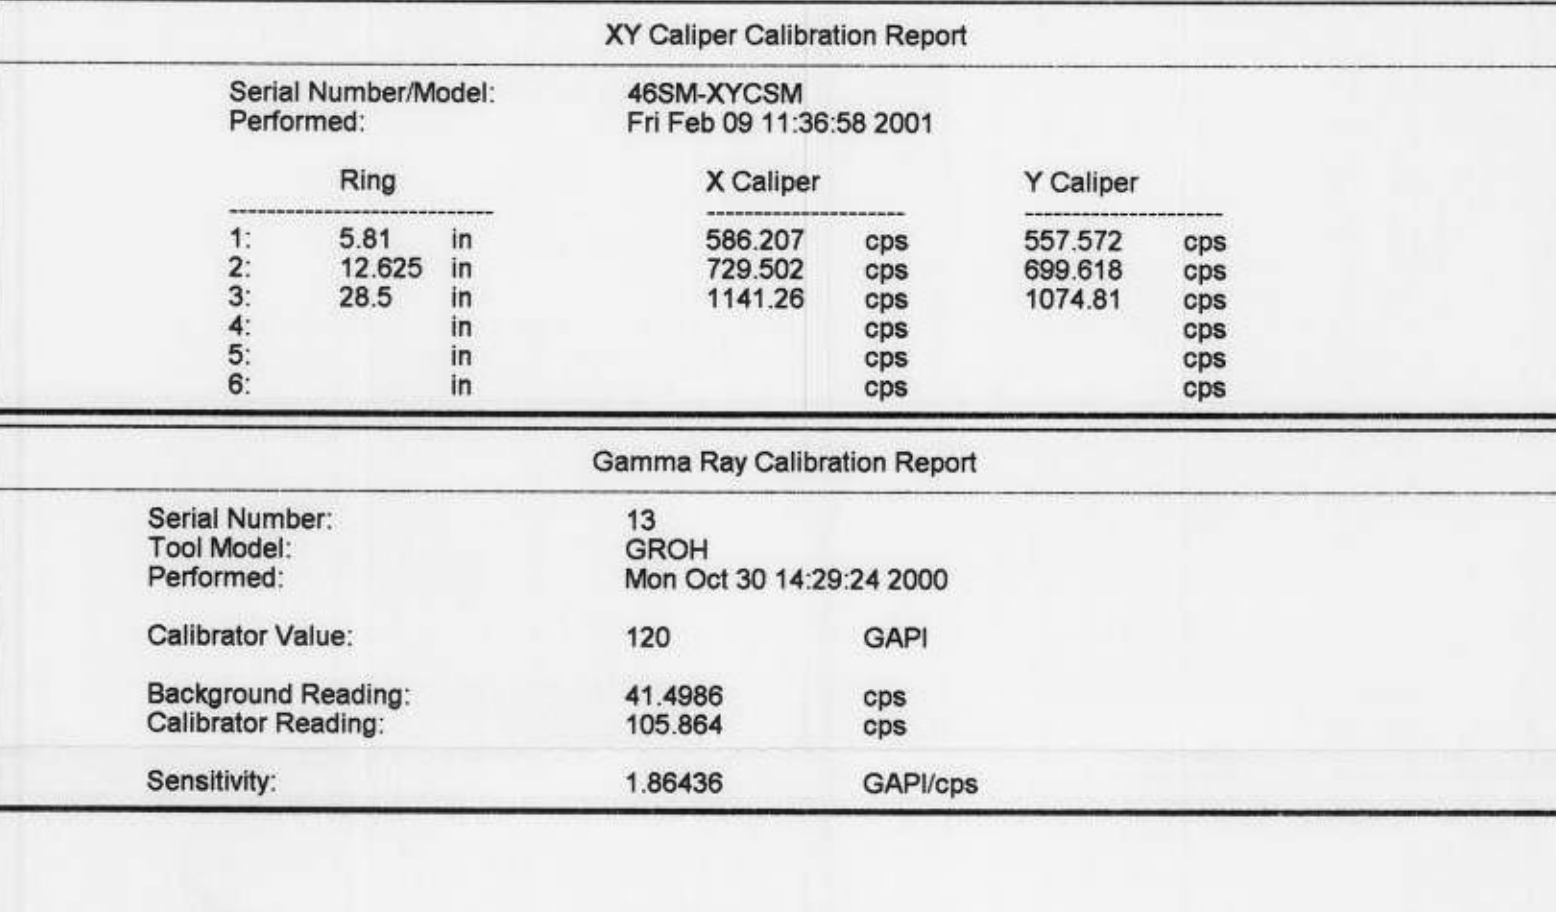 XY Caliper Calibration Report
Serial Number/Model: 46SM-XYCSM
Performed: Fri Feb 09 11:36:58 2001
Ring X Caliper Y Caliper
------------------------- ------------------- -------------------
1: 5.81 in 586.207 cps 557.572 cps
2: 12.625 in 729.502 cps 699.618 cps
3: 28.5 in 1141.26 cps 1074.81 cps
4: in cps cps
5: in cps cps
6: in cps cps
Gamma Ray Calibration Report
Serial Number: 13
Tool Model: GROH
Performed: Mon Oct 30 14:29:24 2000
Calibrator Value: 120 GAPI
Background Reading: 41.4986 cps
Calibrator Reading: 105.864 cps
Sensitivity: 1.86436 GAPI/cps